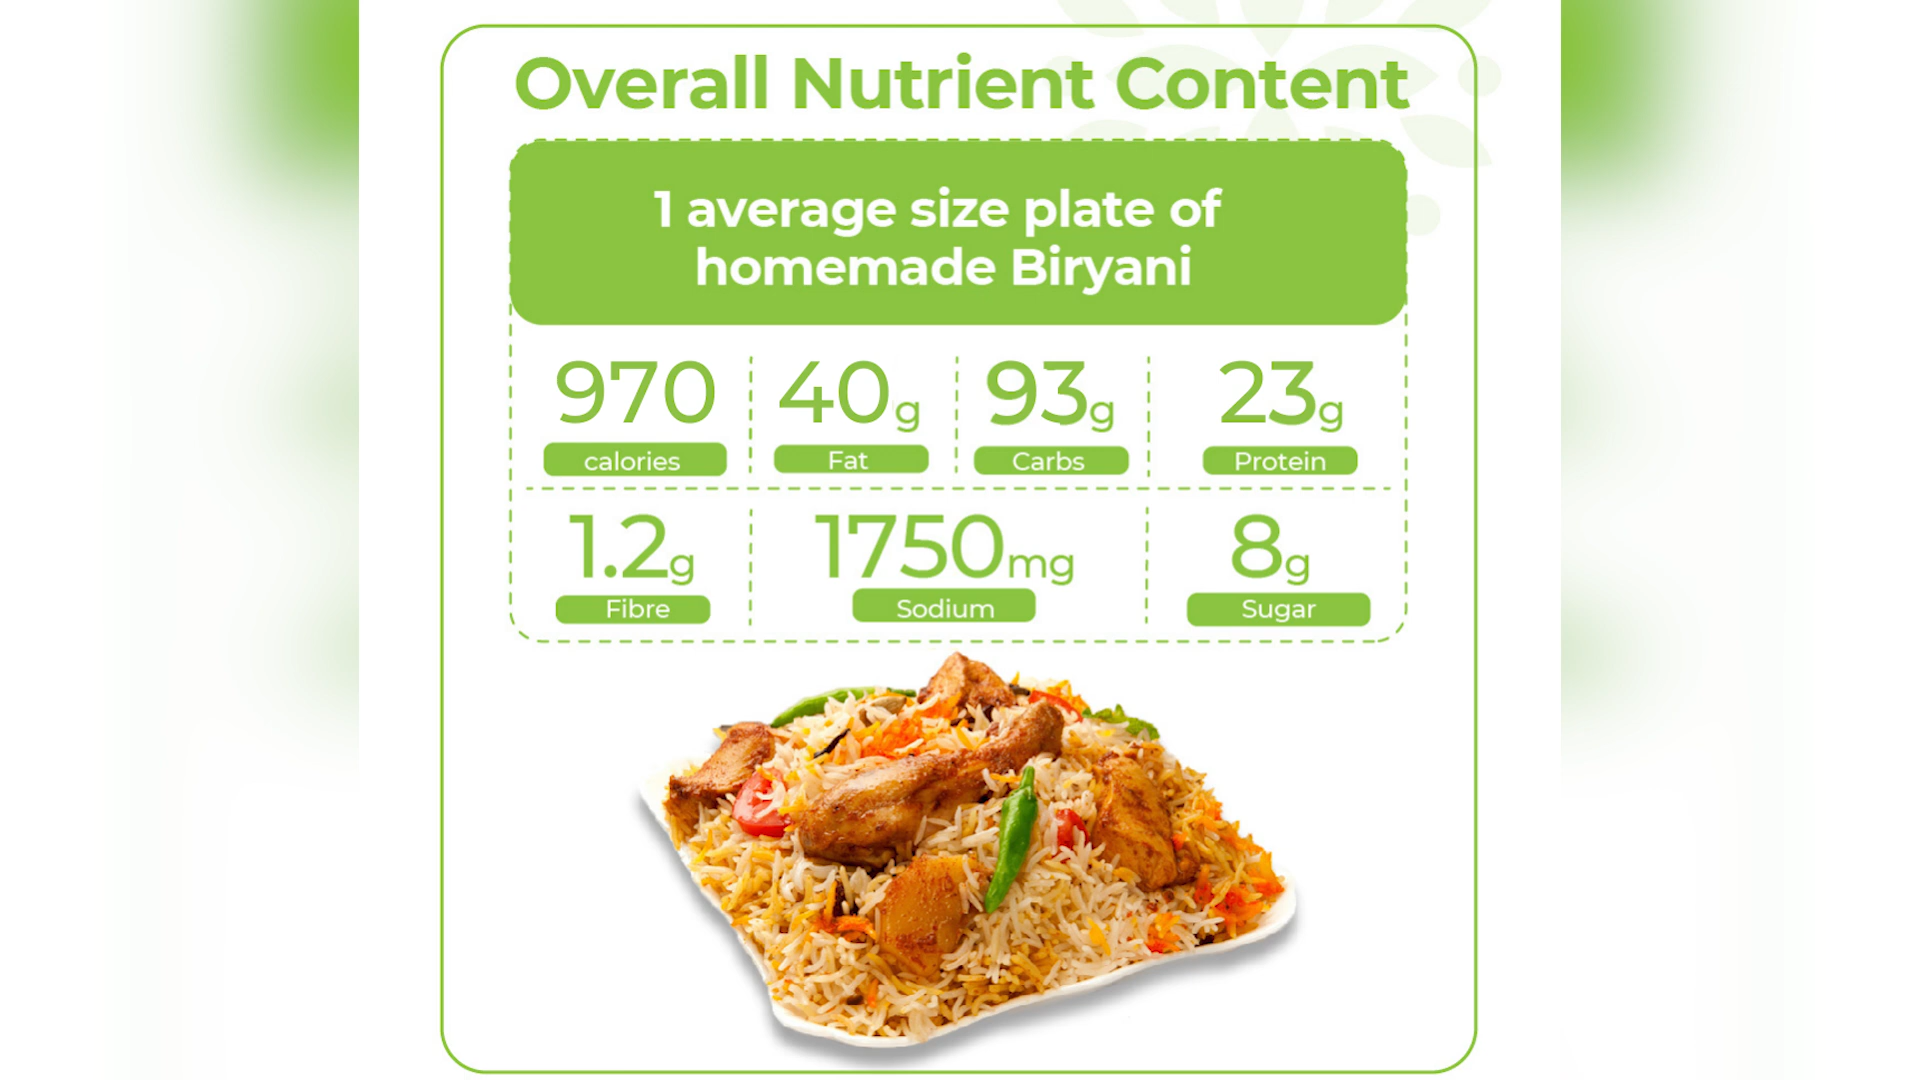 Overall Nutrient Content
1 average size plate of
homemade Biryani
970 40g 93g 23g
calories Fat Carbs Protein
1.2g 1750mg 8g
Fibre Sodium Sugar